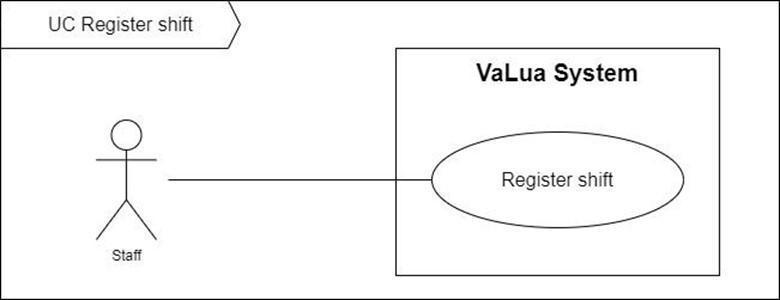 UC Register shift
VaLua System
Register shift
Staff